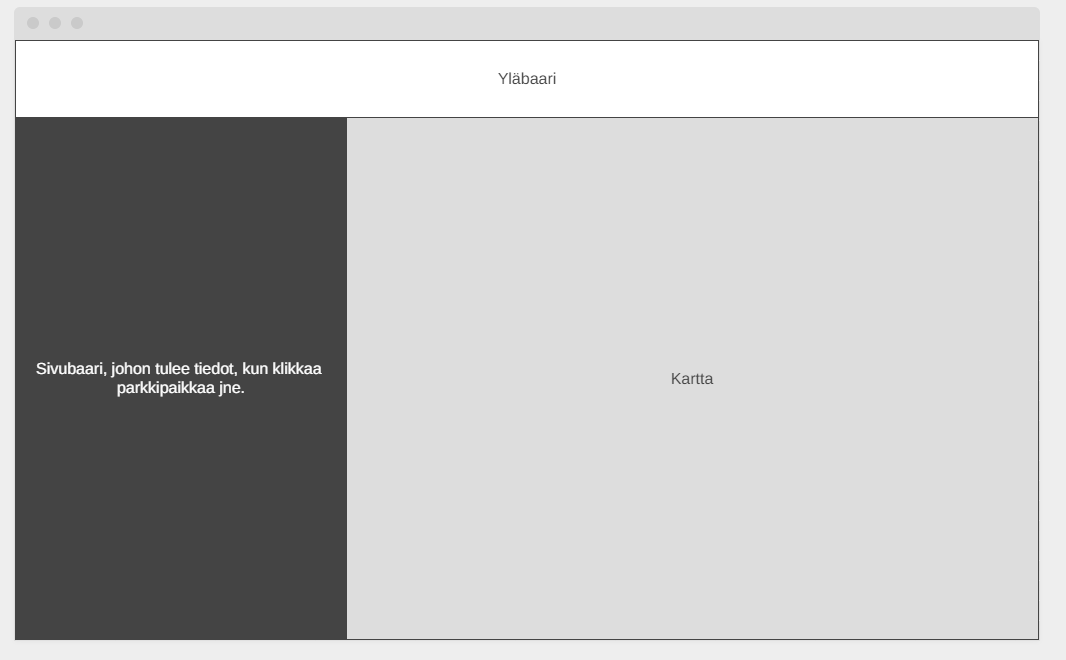 Yläbaari
Sivubaari, johon tulee tiedot, kun klikkaa
parkkipaikkaa jne.
Kartta